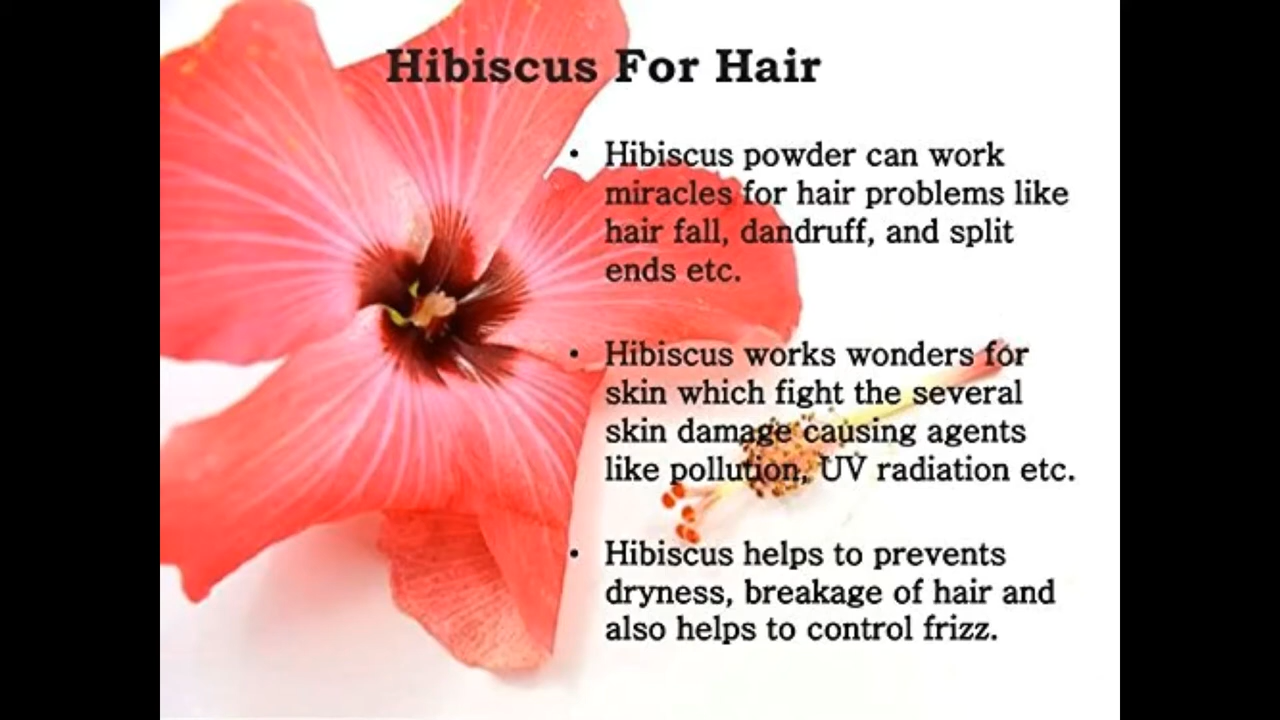 Hibiscus For Hair
• Hibiscus powder can work
miracles for hair problems like
hair fall, dandruff, and split
ends etc.
• Hibiscus works wonders for
skin which fight the several
skin damage causing agents
like pollution, UV radiation etc.
• Hibiscus helps to prevents
dryness, breakage of hair and
also helps to control frizz.